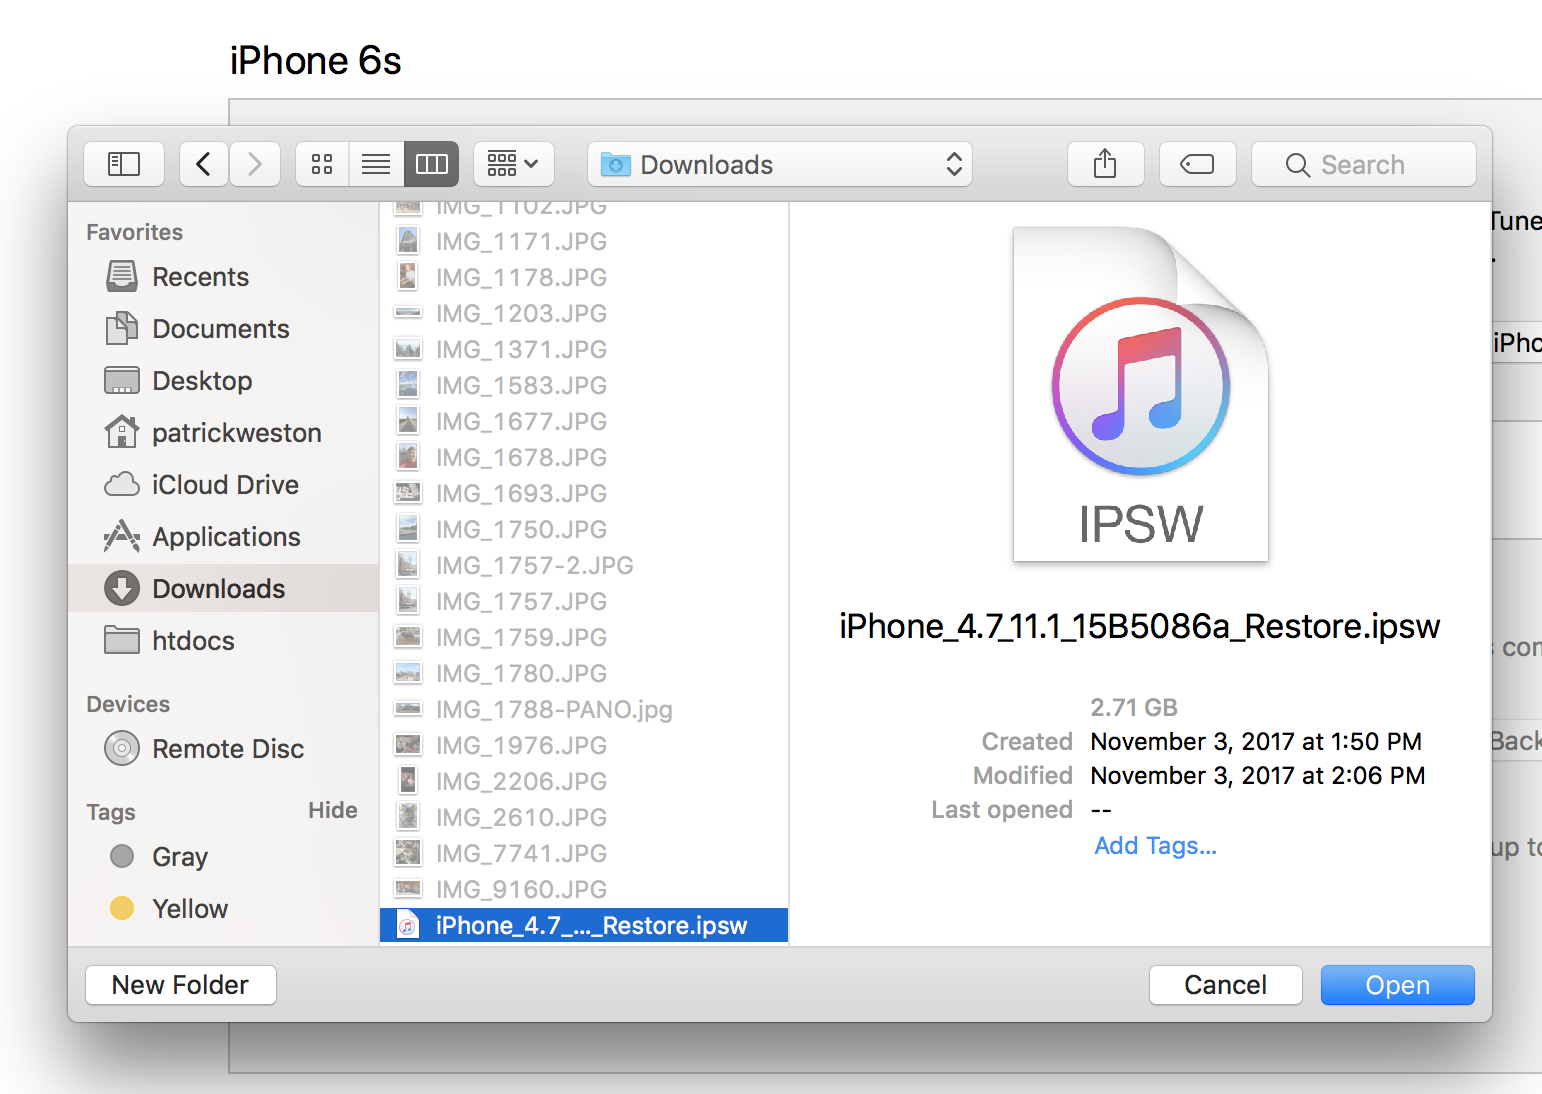 iPhone 6s
Downloads
Search
Favorites
Recents
Documents
Desktop
patrickweston
iCloud Drive
Applications
Downloads
htdocs
Devices
Remote Disc
Tags
Hide
Gray
Yellow
IMG_1102.JPG
IMG_1171.JPG
IMG_1178.JPG
IMG_1203.JPG
IMG_1371.JPG
IMG_1583.JPG
IMG_1677.JPG
IMG_1678.JPG
IMG_1693.JPG
IMG_1750.JPG
IMG_1757-2.JPG
IMG_1757.JPG
IMG_1759.JPG
IMG_1780.JPG
IMG_1788-PANO.jpg
IMG_1976.JPG
IMG_2206.JPG
IMG_2610.JPG
IMG_7741.JPG
IMG_9160.JPG
iPhone_4.7_..._Restore.ipsw
IPSW
iPhone_4.7_11.1_15B5086a_Restore.ipsw
2.71 GB
Created November 3, 2017 at 1:50 PM
Modified November 3, 2017 at 2:06 PM
Last opened --
Add Tags...
iPho
Back
up to
New Folder
Cancel
Open